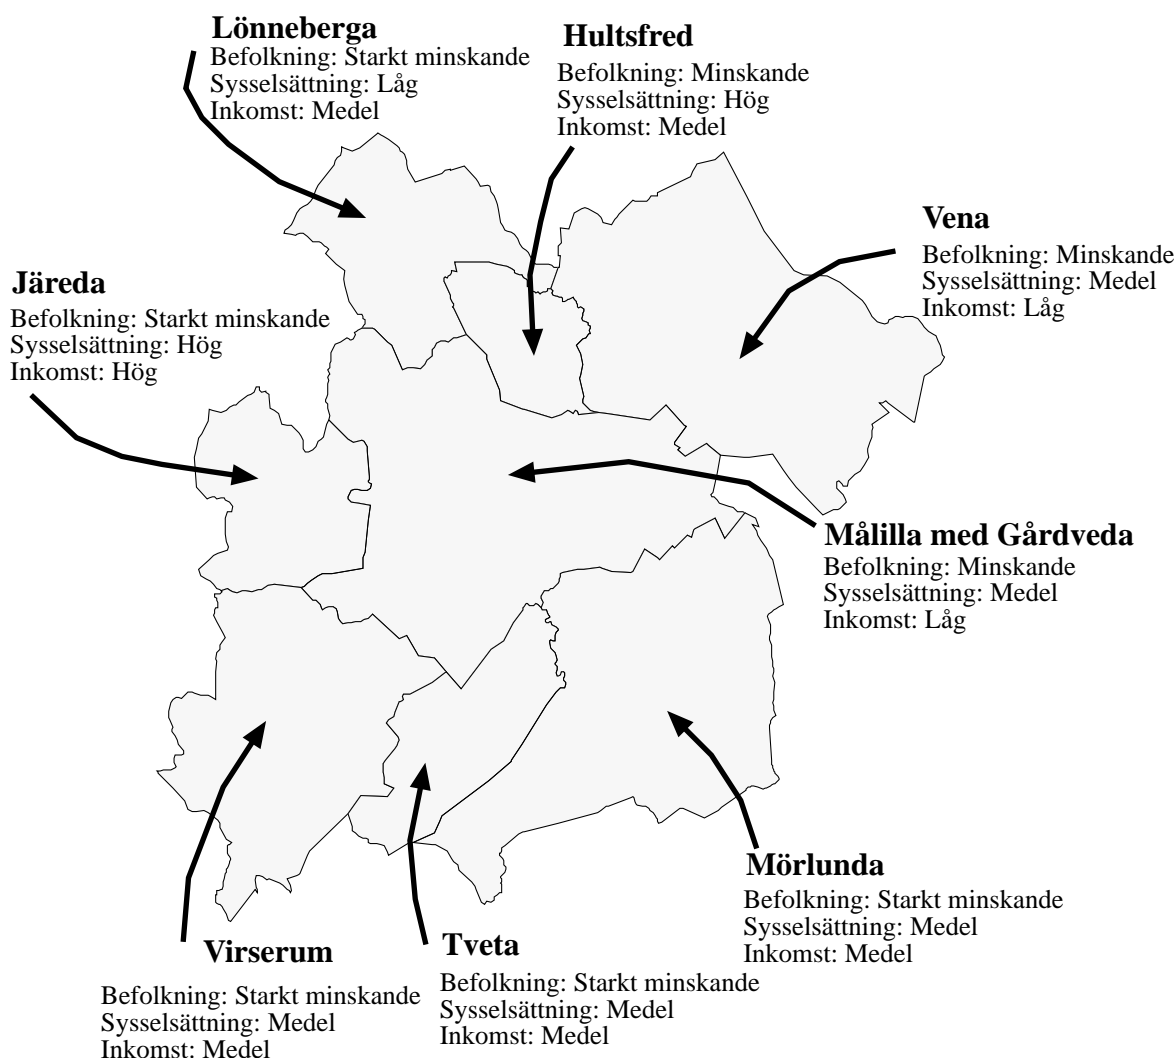 Lönneberga
Befolkning: Starkt minskande
Sysselsättning: Låg
Inkomst: Medel
Hultsfred
Befolkning: Minskande
Sysselsättning: Hög
Inkomst: Medel
Vena
Befolkning: Minskande
Sysselsättning: Medel
Inkomst: Låg
Järeda
Befolkning: Starkt minskande
Sysselsättning: Hög
Inkomst: Hög
Målilla med Gårdveda
Befolkning: Minskande
Sysselsättning: Medel
Inkomst: Låg
Mörlunda
Befolkning: Starkt minskande
Sysselsättning: Medel
Inkomst: Medel
Virserum
Befolkning: Starkt minskande
Sysselsättning: Medel
Inkomst: Medel
Tveta
Befolkning: Starkt minskande
Sysselsättning: Medel
Inkomst: Medel